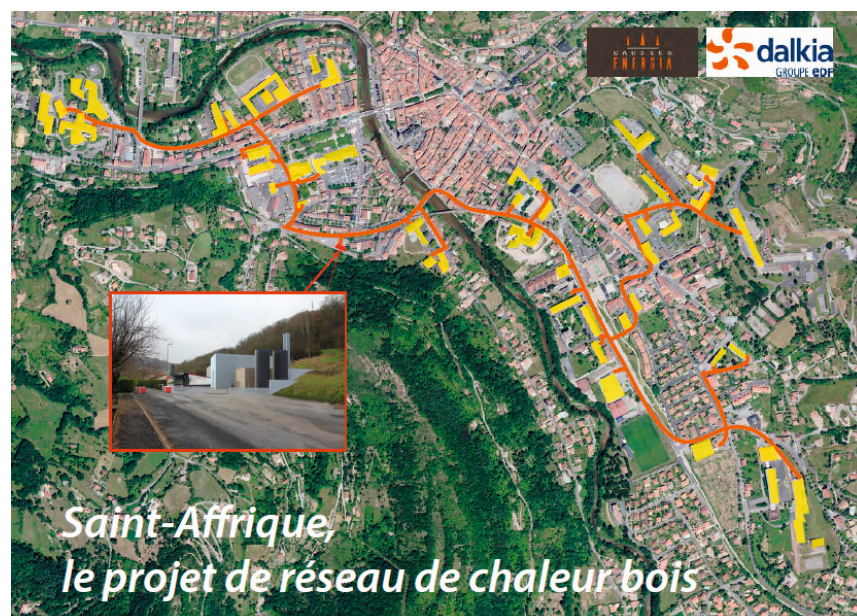 CAUSSES
ENERGIA
dalkia
GROUPE EDF
Saint-Affrique,
le projet de réseau de chaleur bois